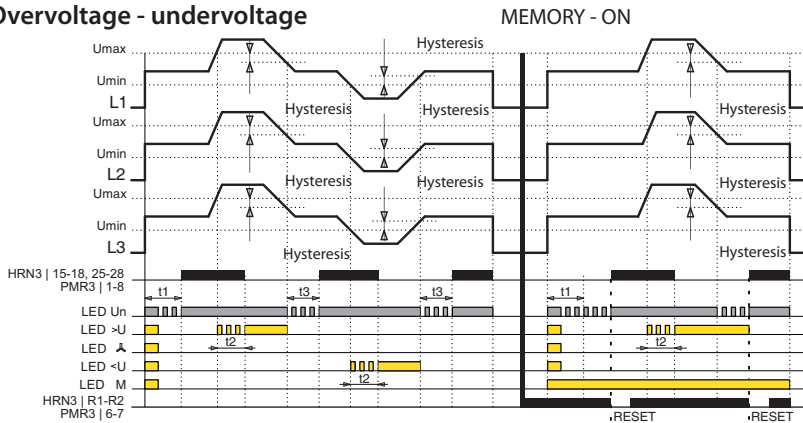 Overvoltage - undervoltage
MEMORY - ON
Umax
Hysteresis
Umin
L1
Hysteresis
Hysteresis
Hysteresis
Umax
Umin
L2
Hysteresis
Hysteresis
Hysteresis
Umax
Umin
L3
Hysteresis
Hysteresis
HRN3 | 15-18, 25-28
PMR3 | 1-8
t1
t3
t3
t1
LED Un
LED >U
t2
t2
LED
LED <U
t2
LED M
HRN3 | R1-R2
PMR3 | 6-7
RESET
RESET